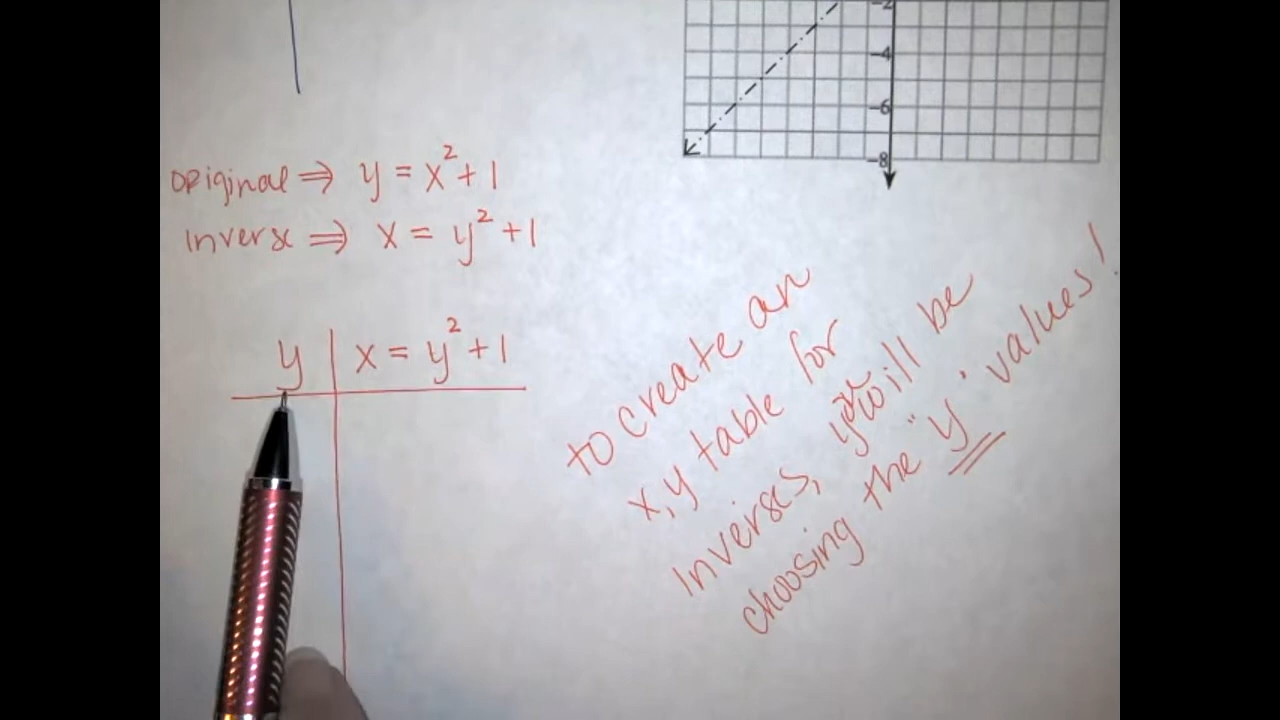 -2
-4
-6
-8
original ⇒ y = x² + 1
inverse ⇒ x = y² + 1
y | x = y² + 1
to create an
x, y table for
inverses, you will be
choosing the "y" values!